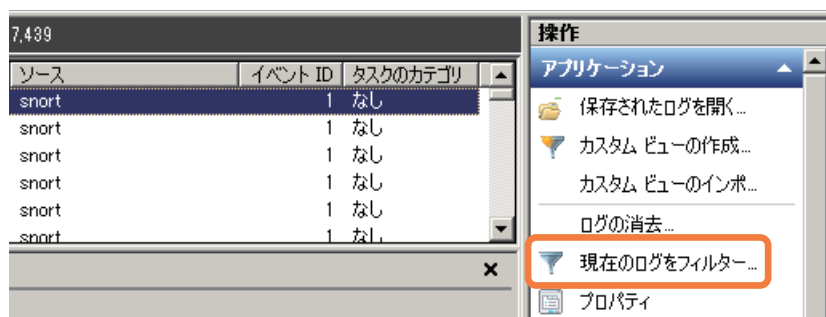 7,439
ソース イベント ID タスクのカテゴリ
snort 1 なし
snort 1 なし
snort 1 なし
snort 1 なし
snort 1 なし
snort 1 なし
操作
アプリケーション
保存されたログを開く...
カスタム ビューの作成...
カスタム ビューのインポ...
ログの消去...
現在のログをフィルター...
プロパティ